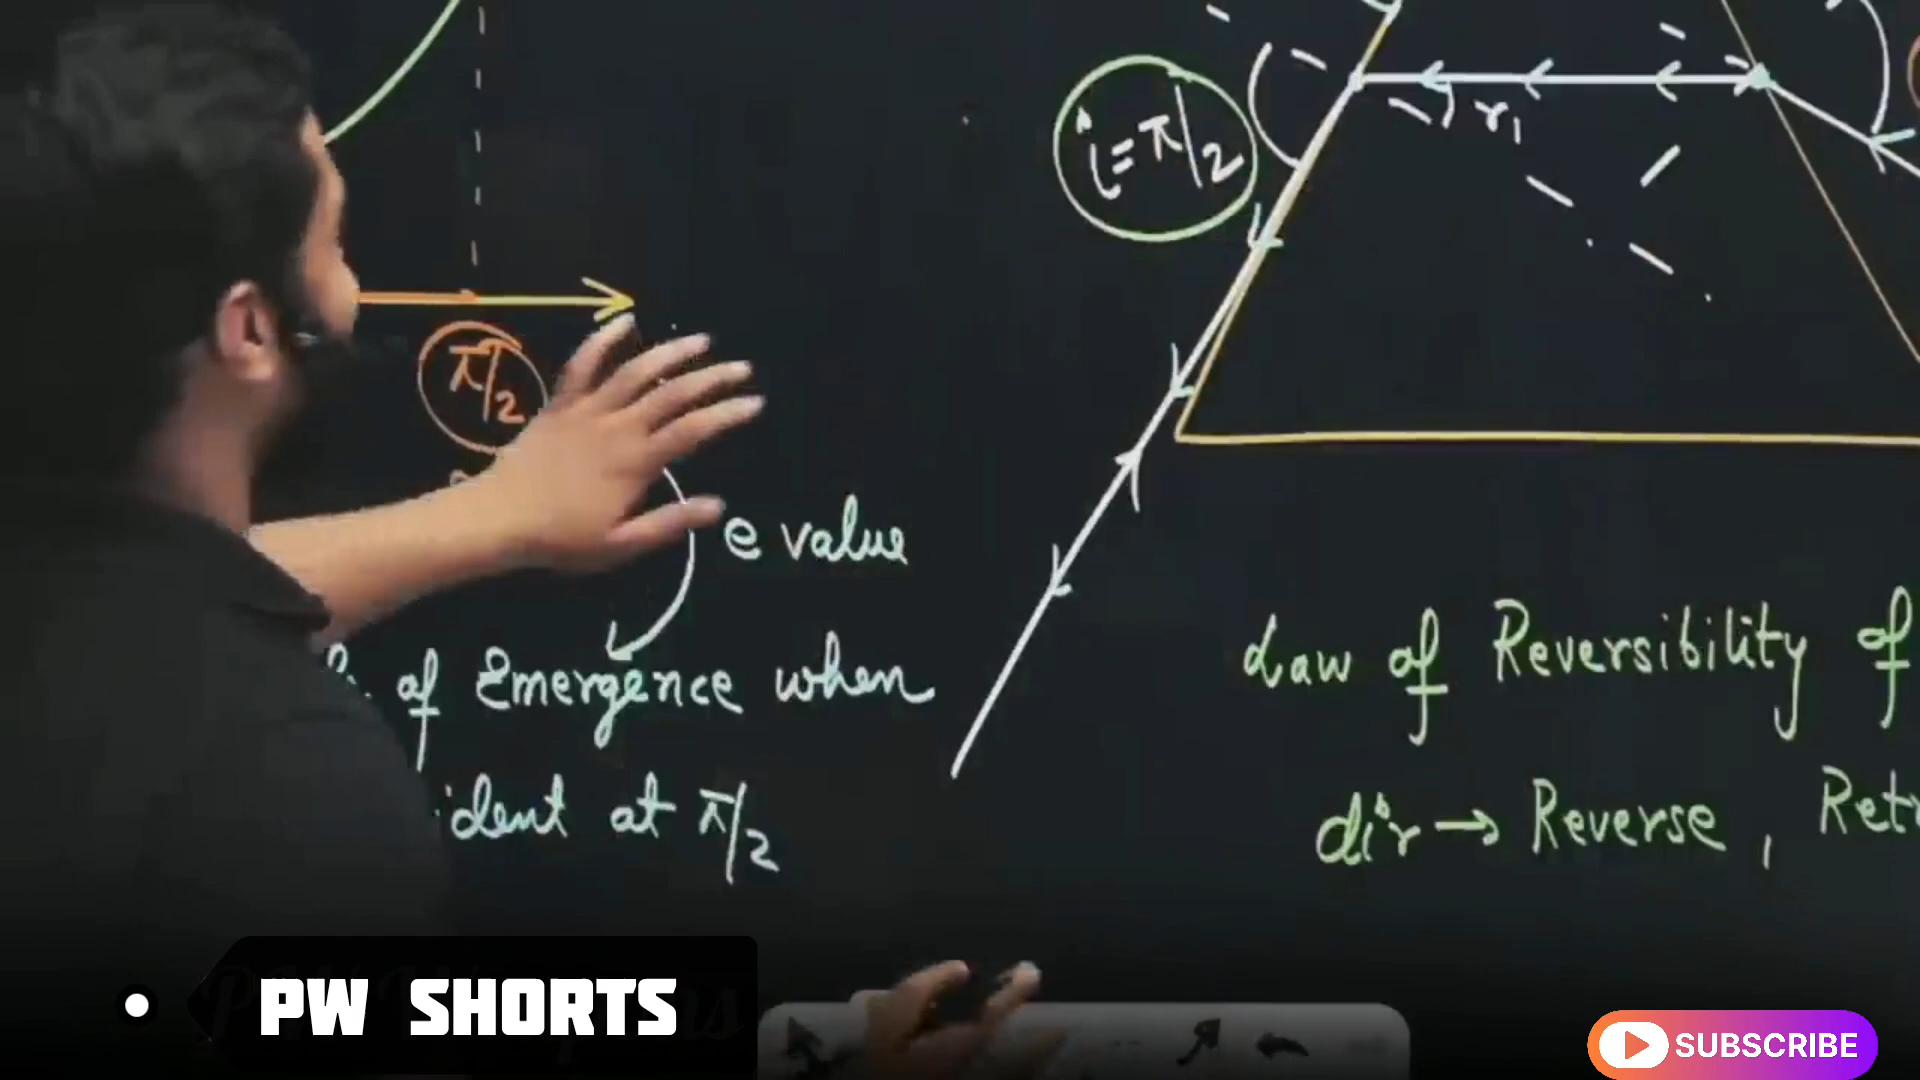 i = π/2
r₁
π/2
e value
of Emergence when
ident at π/2
Law of Reversibility of
dir → Reverse, Retr
PW SHORTS
SUBSCRIBE